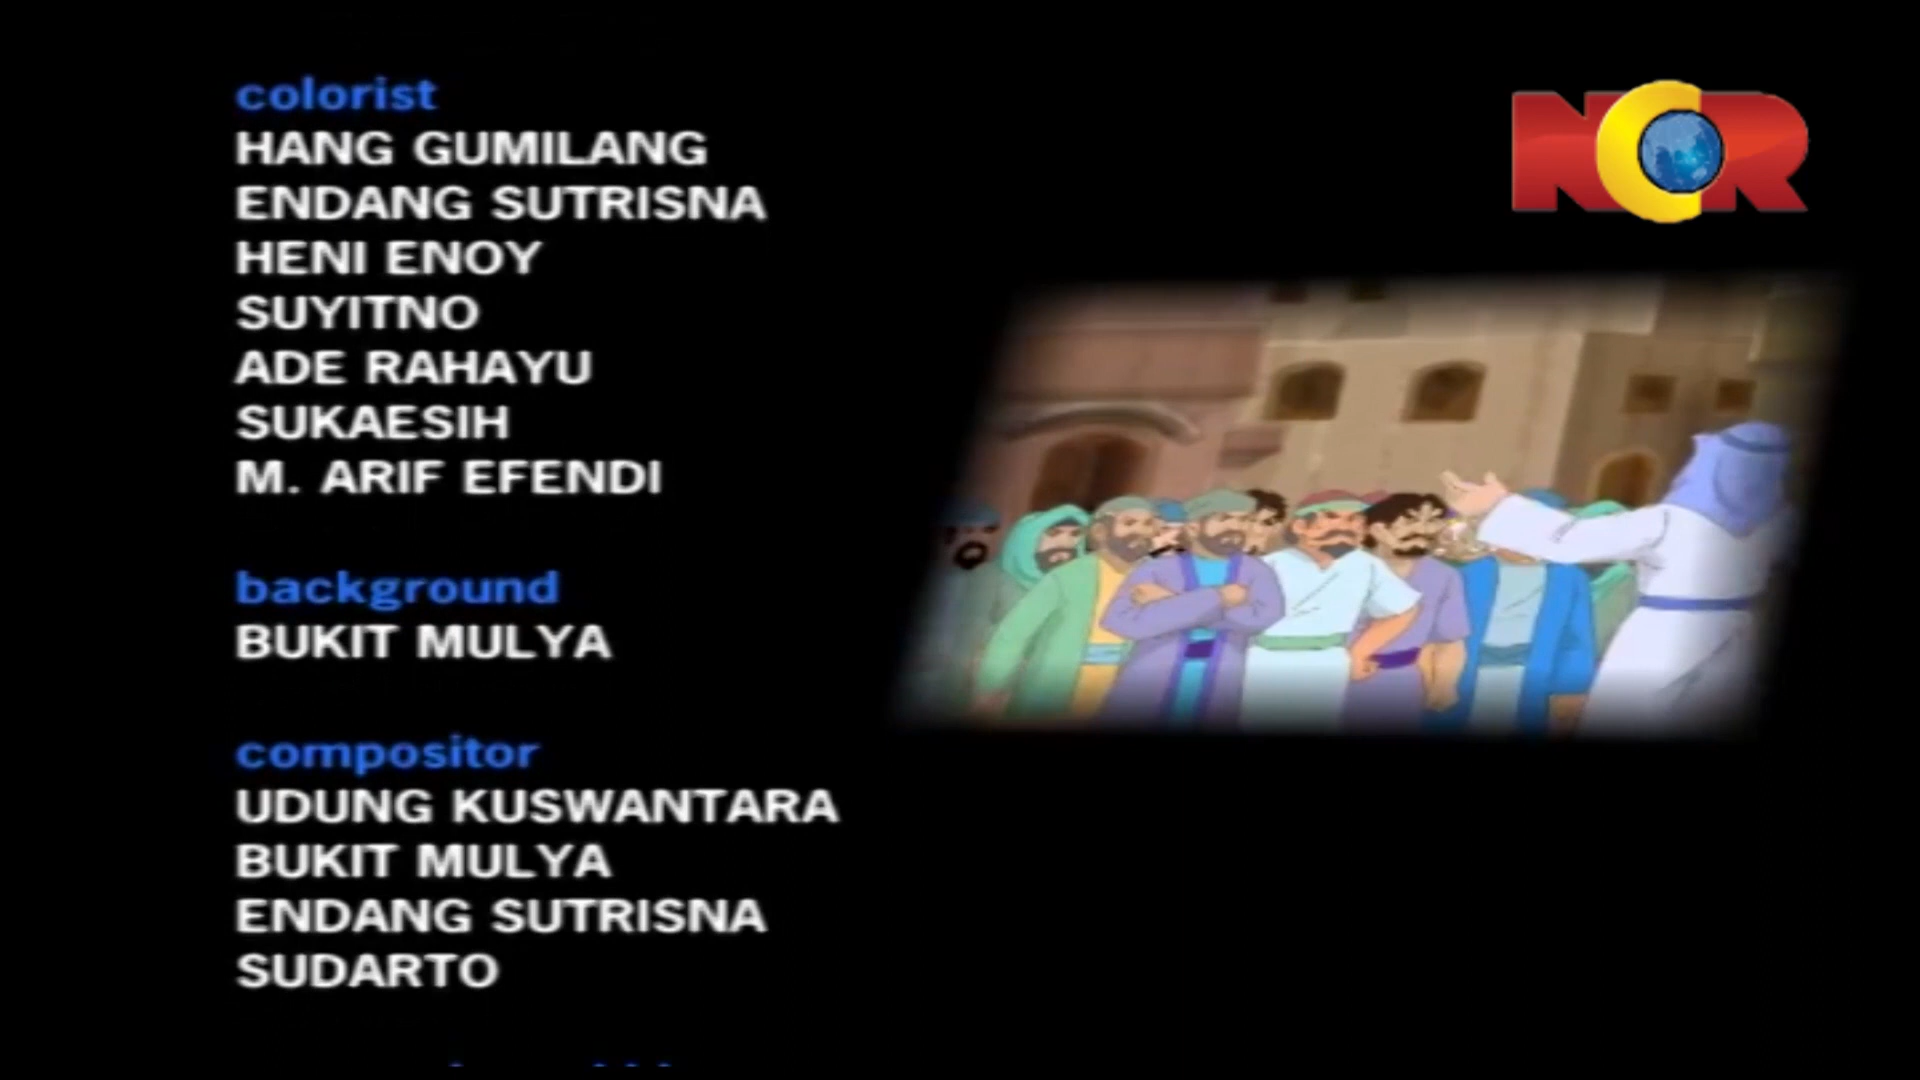 colorist
HANG GUMILANG
ENDANG SUTRISNA
HENI ENOY
SUYITNO
ADE RAHAYU
SUKAESIH
M. ARIF EFENDI
background
BUKIT MULYA
compositor
UDUNG KUSWANTARA
BUKIT MULYA
ENDANG SUTRISNA
SUDARTO
NCR